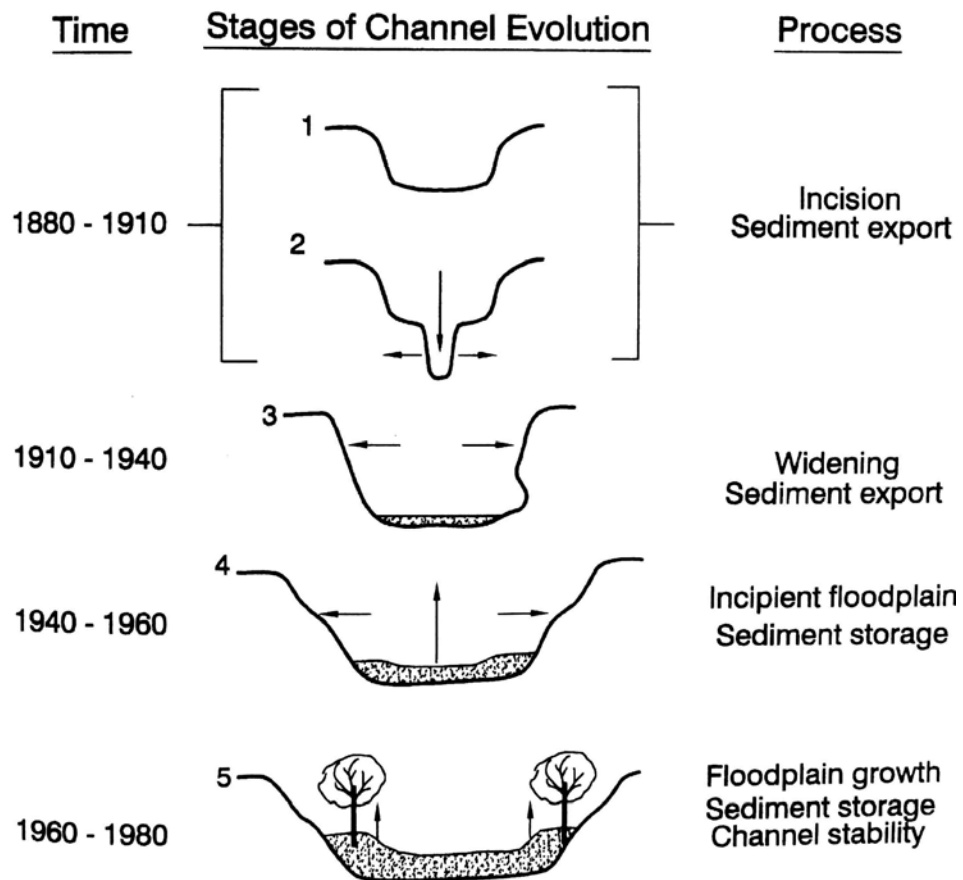 Time Stages of Channel Evolution Process
1
1880 - 1910
Incision
Sediment export
2
3
1910 - 1940
Widening
Sediment export
4
1940 - 1960
Incipient floodplain
Sediment storage
5
1960 - 1980
Floodplain growth
Sediment storage
Channel stability